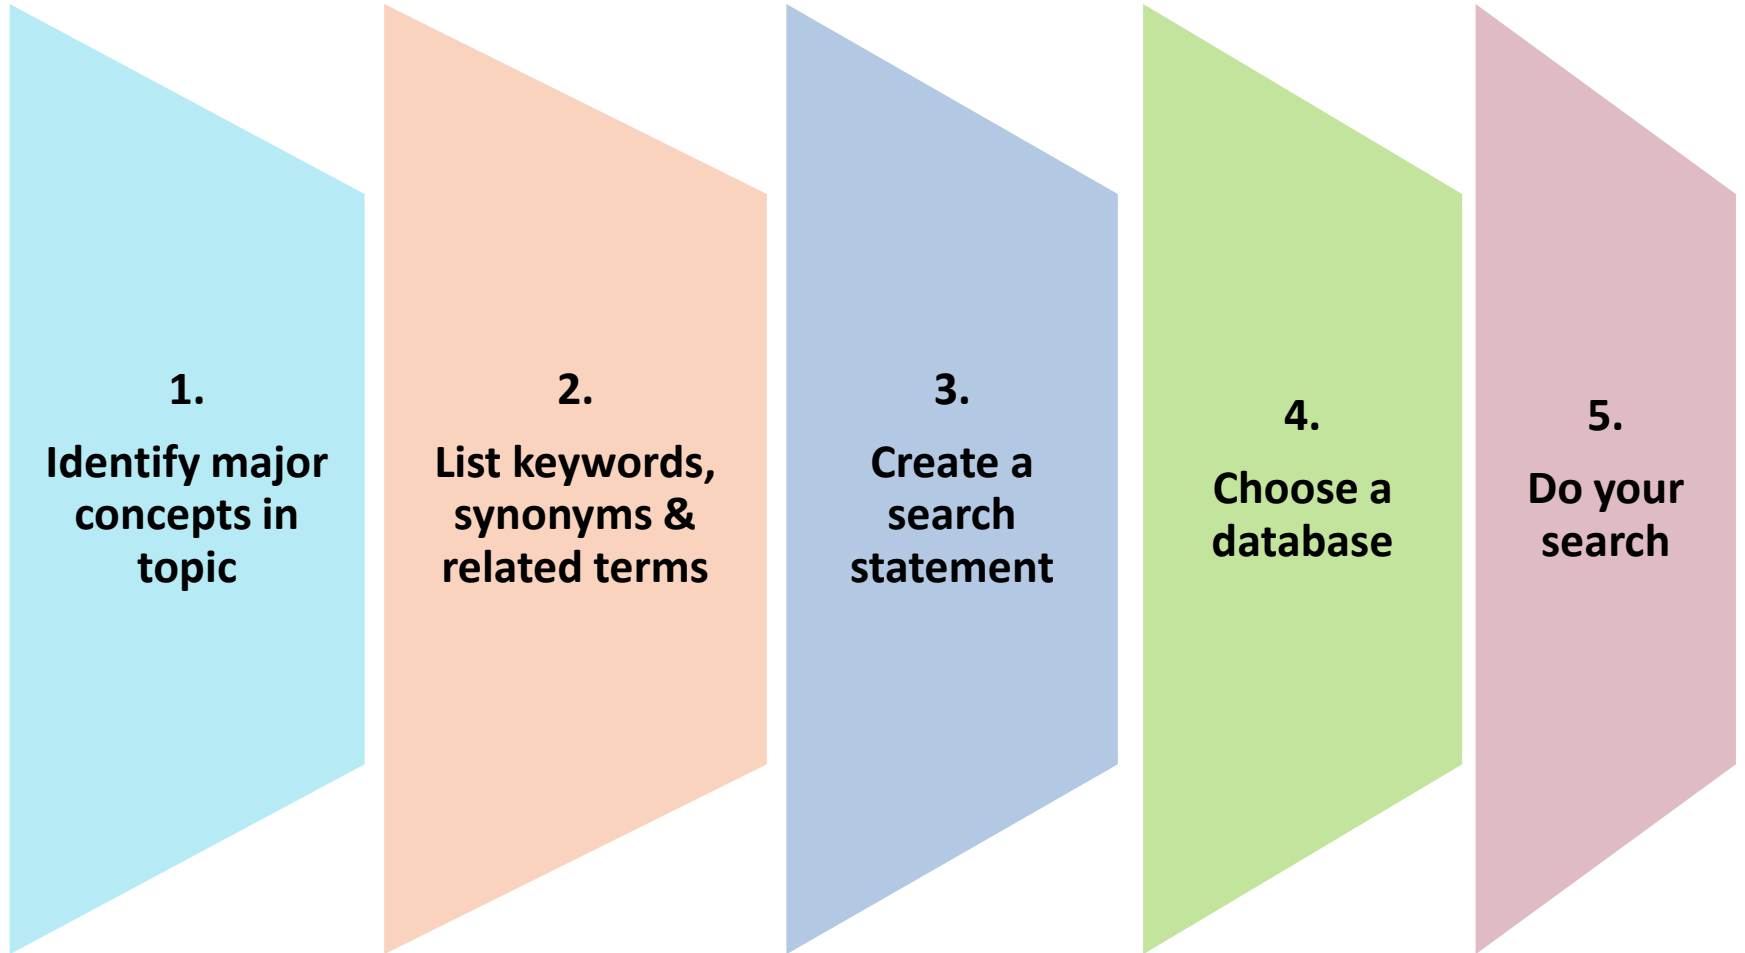 1.
Identify major
concepts in
topic
2.
List keywords,
synonyms &
related terms
3.
Create a
search
statement
4.
Choose a
database
5.
Do your
search